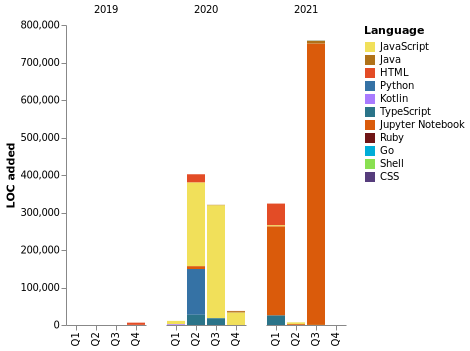 2019
2020
2021
800,000
700,000
600,000
500,000
400,000
300,000
200,000
100,000
0
LOC added
Q1
Q2
Q3
Q4
Q1
Q2
Q3
Q4
Q1
Q2
Q3
Q4
Language
JavaScript
Java
HTML
Python
Kotlin
TypeScript
Jupyter Notebook
Ruby
Go
Shell
CSS